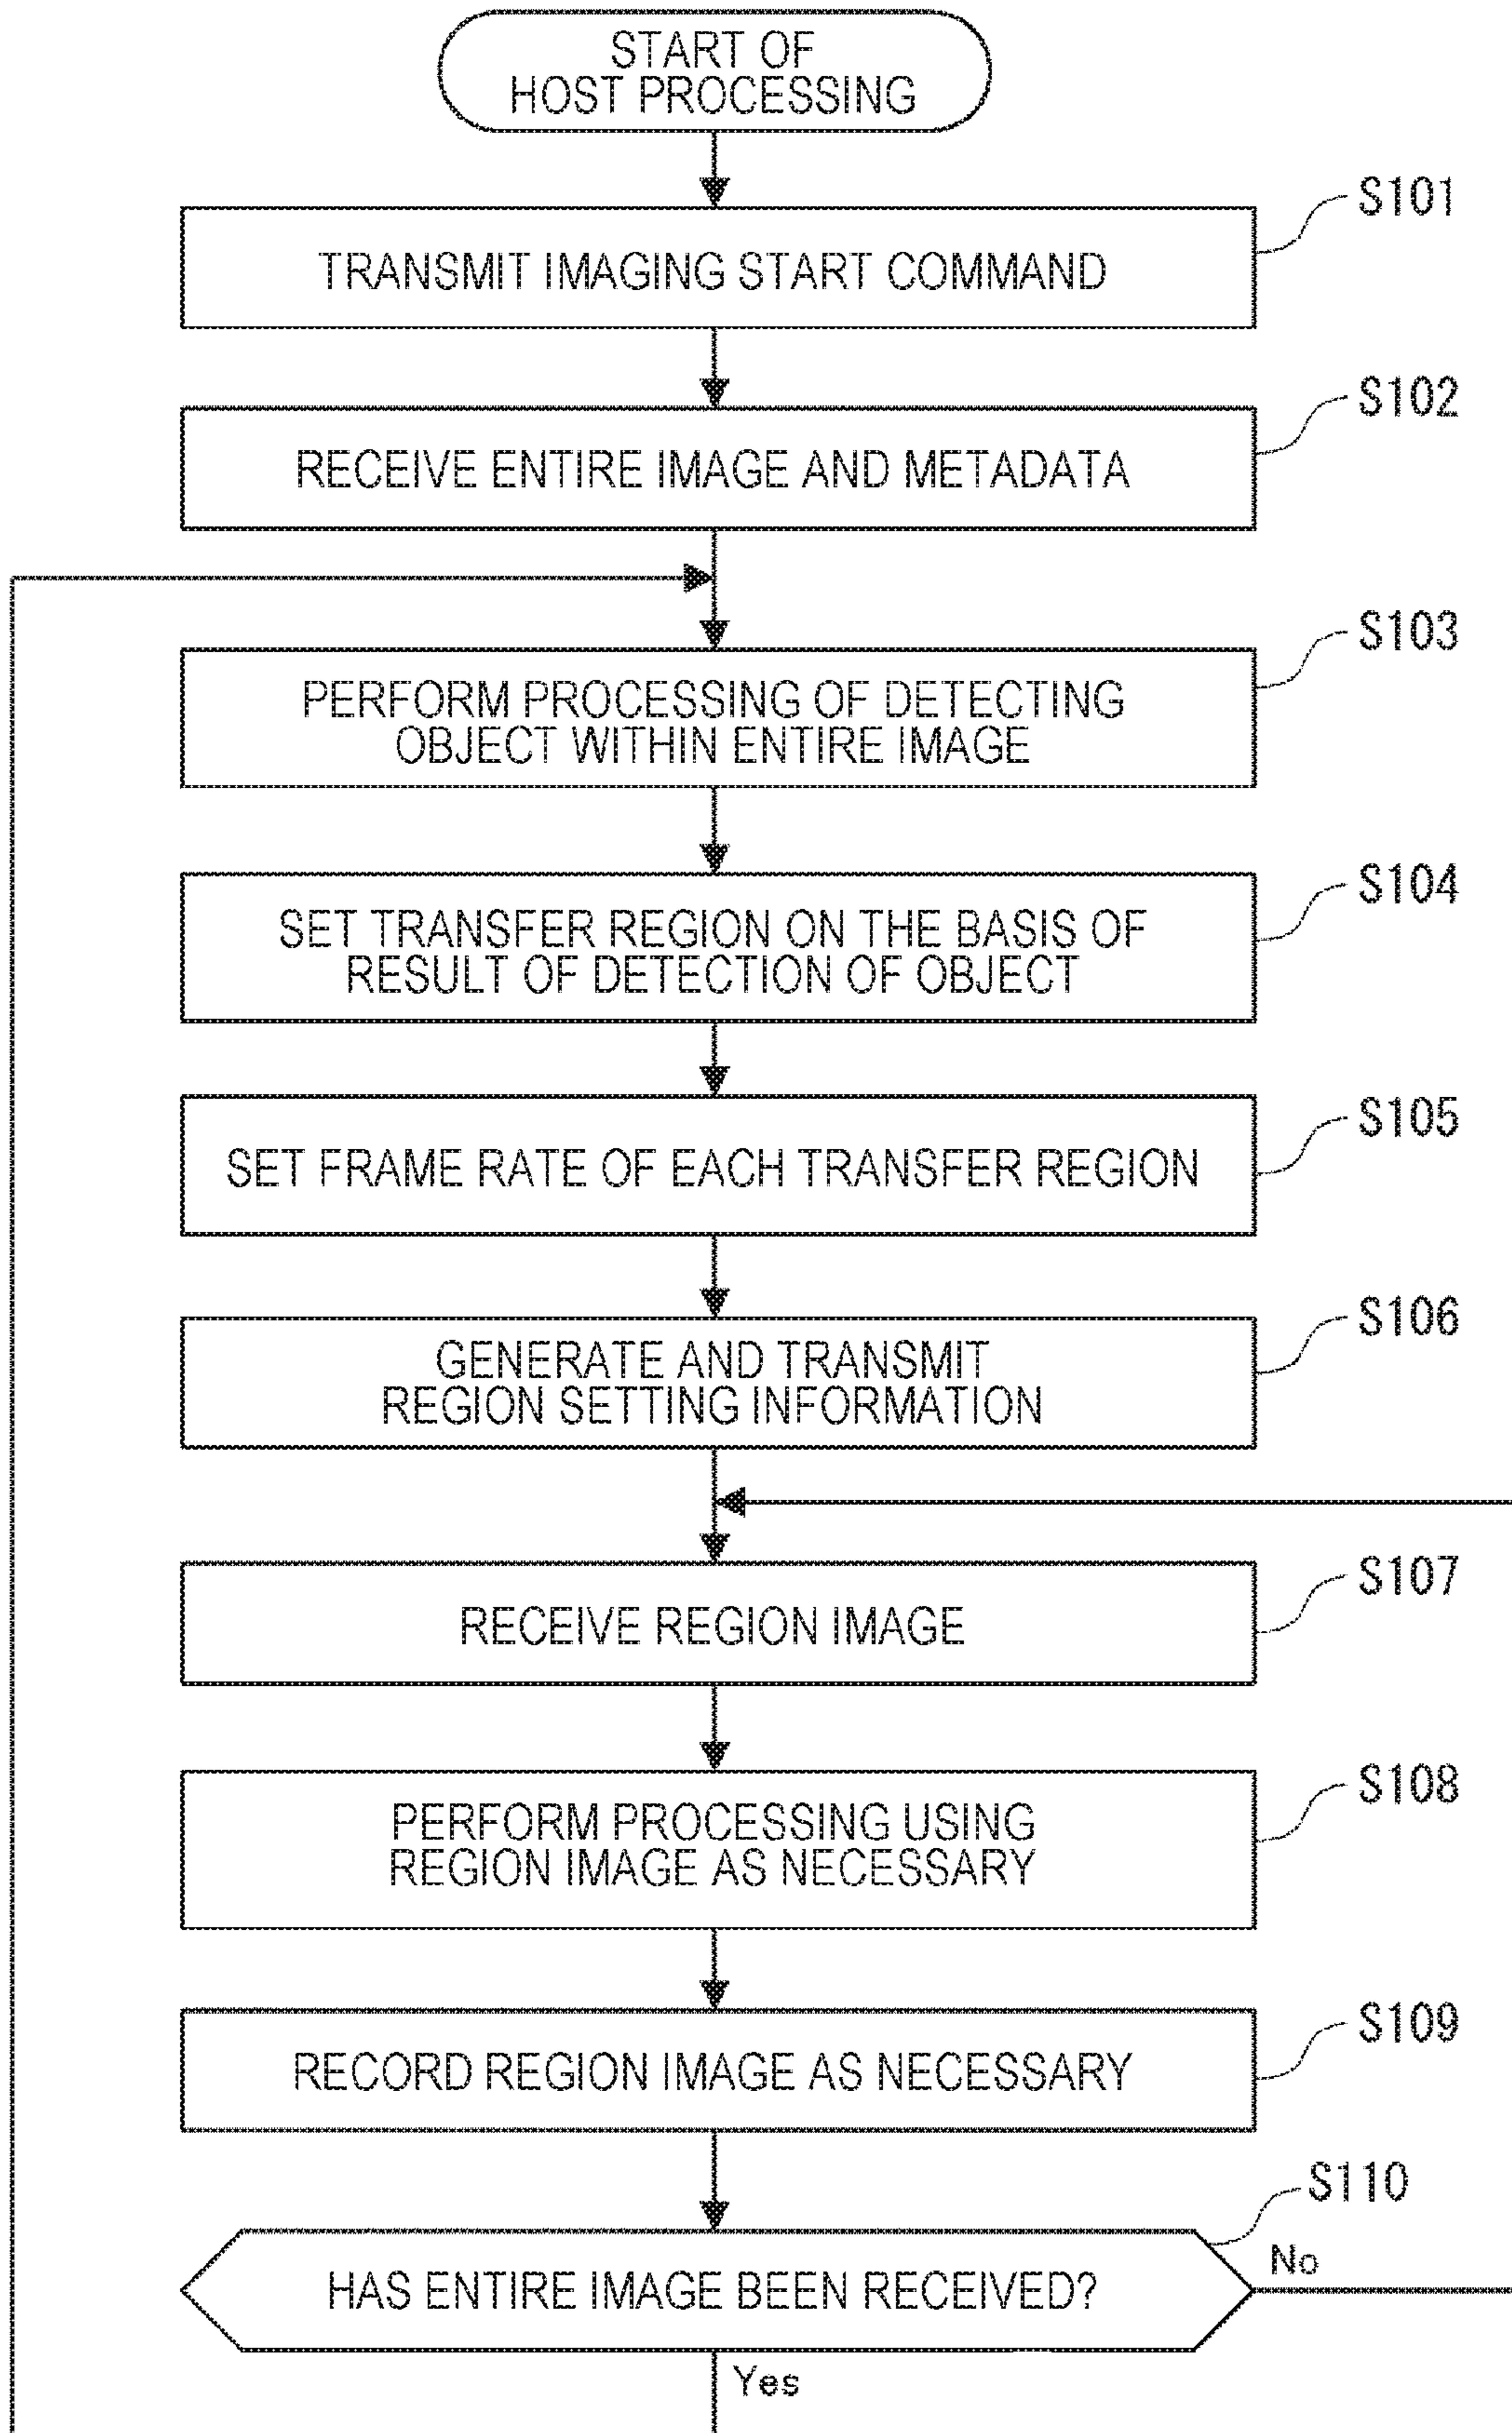 START OF
HOST PROCESSING
S101
TRANSMIT IMAGING START COMMAND
S102
RECEIVE ENTIRE IMAGE AND METADATA
S103
PERFORM PROCESSING OF DETECTING
OBJECT WITHIN ENTIRE IMAGE
S104
SET TRANSFER REGION ON THE BASIS OF
RESULT OF DETECTION OF OBJECT
S105
SET FRAME RATE OF EACH TRANSFER REGION
S106
GENERATE AND TRANSMIT
REGION SETTING INFORMATION
S107
RECEIVE REGION IMAGE
S108
PERFORM PROCESSING USING
REGION IMAGE AS NECESSARY
S109
RECORD REGION IMAGE AS NECESSARY
S110
HAS ENTIRE IMAGE BEEN RECEIVED?
No
Yes